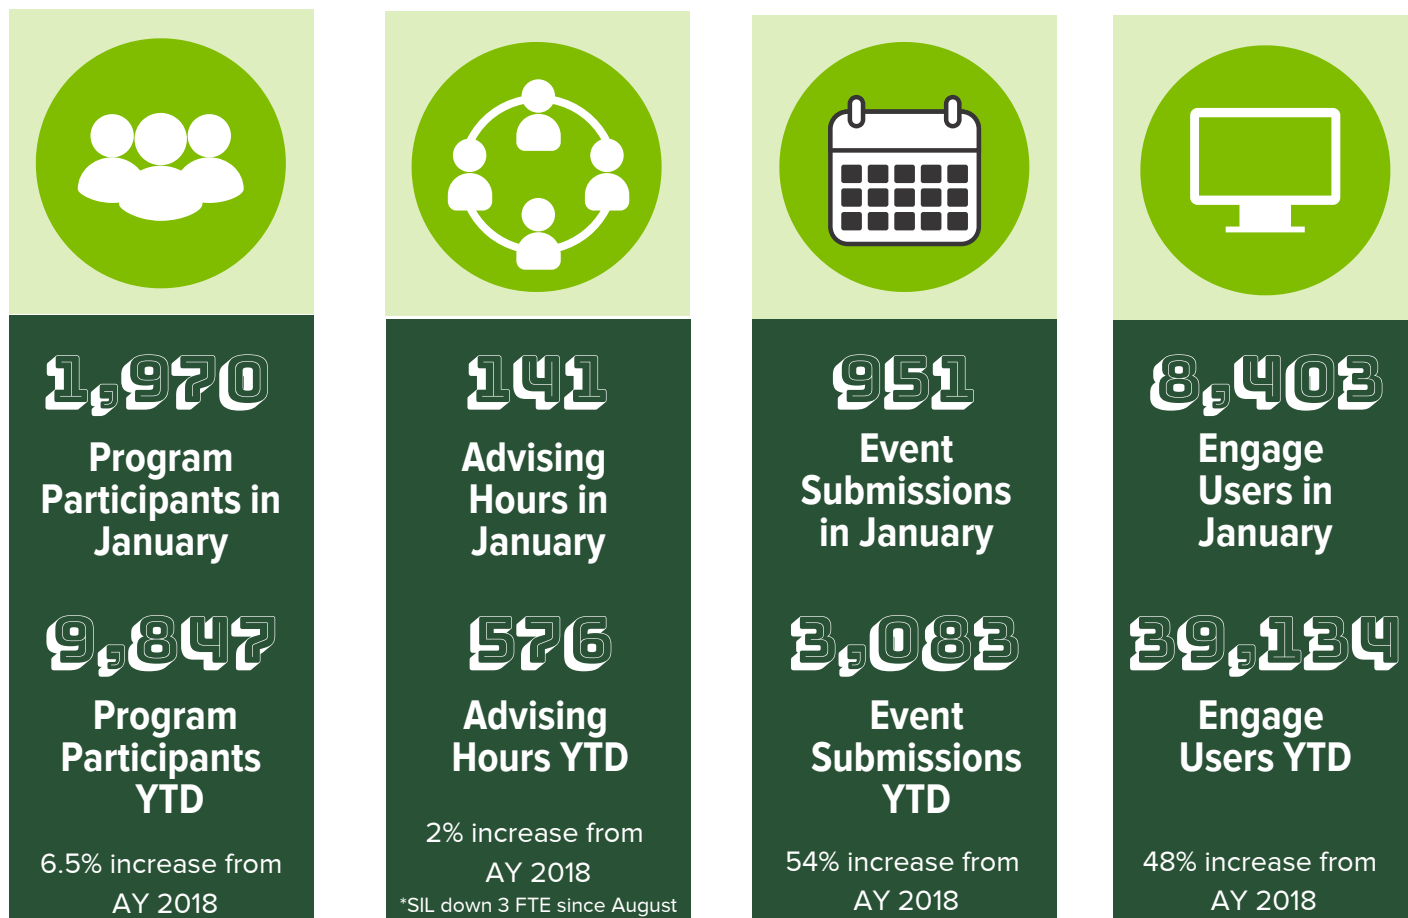 1,970
Program
Participants in
January
9,847
Program
Participants
YTD
6.5% increase from
AY 2018
141
Advising
Hours in
January
576
Advising
Hours YTD
2% increase from
AY 2018
*SIL down 3 FTE since August
951
Event
Submissions
in January
3,083
Event
Submissions
YTD
54% increase from
AY 2018
8,403
Engage
Users in
January
39,134
Engage
Users YTD
48% increase from
AY 2018